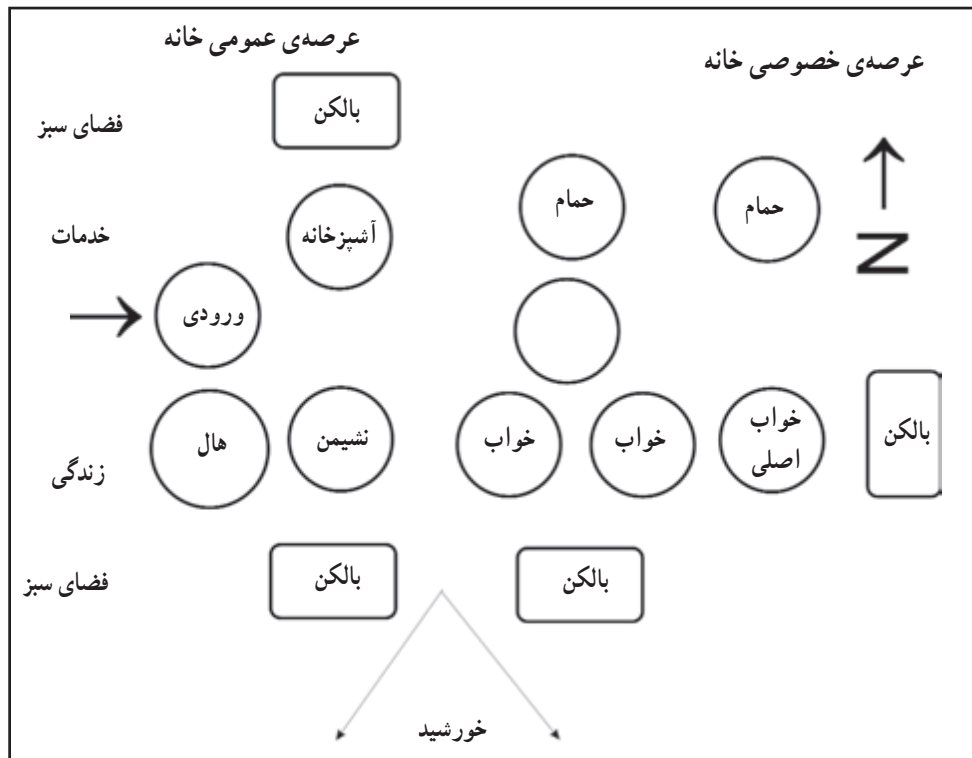 عرصه‌ی عمومی خانه
عرصه‌ی خصوصی خانه
بالکن
فضای سبز
حمام
حمام
آشپزخانه
خدمات
N
ورودی
خواب
اصلی
خواب
خواب
نشیمن
هال
بالکن
زندگی
بالکن
بالکن
فضای سبز
خورشید